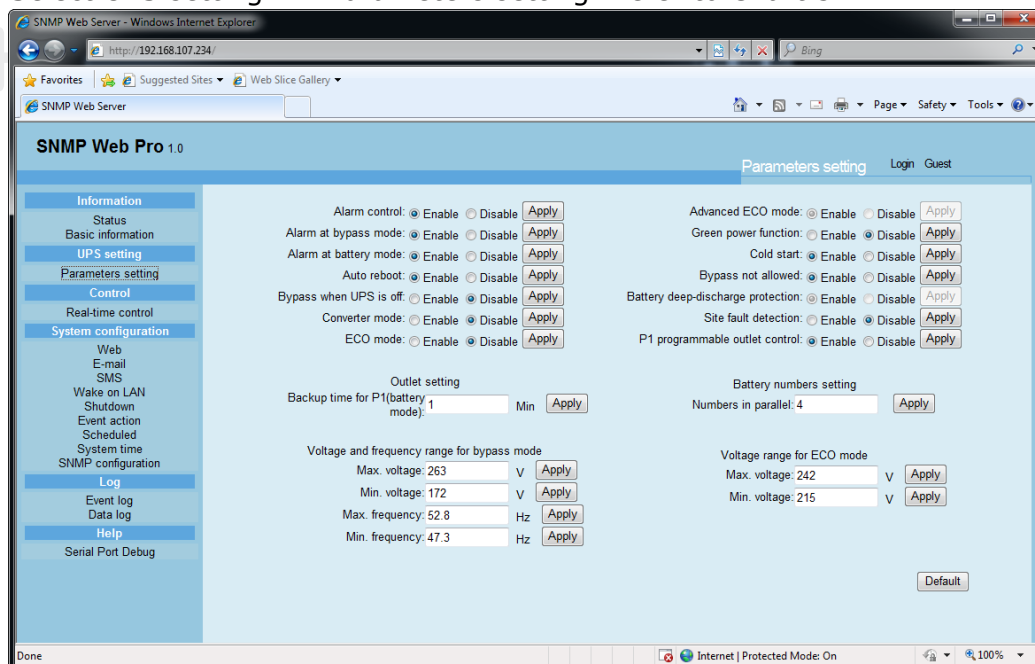 SNMP Web Server - Windows Internet Explorer
http://192.168.107.234/
Bing
Favorites Suggested Sites Web Slice Gallery
SNMP Web Server
Page Safety Tools
SNMP Web Pro 1.0
Parameters setting Login Guest
Information
Status
Basic information
UPS setting
Parameters setting
Control
Real-time control
System configuration
Web
E-mail
SMS
Wake on LAN
Shutdown
Event action
Scheduled
System time
SNMP configuration
Log
Event log
Data log
Help
Serial Port Debug
Alarm control: Enable Disable Apply
Alarm at bypass mode: Enable Disable Apply
Alarm at battery mode: Enable Disable Apply
Auto reboot: Enable Disable Apply
Bypass when UPS is off: Enable Disable Apply
Converter mode: Enable Disable Apply
ECO mode: Enable Disable Apply
Advanced ECO mode: Enable Disable Apply
Green power function: Enable Disable Apply
Cold start: Enable Disable Apply
Bypass not allowed: Enable Disable Apply
Battery deep-discharge protection: Enable Disable Apply
Site fault detection: Enable Disable Apply
P1 programmable outlet control: Enable Disable Apply
Outlet setting
Backup time for P1(battery
mode): 1 Min Apply
Battery numbers setting
Numbers in parallel: 4 Apply
Voltage and frequency range for bypass mode
Max. voltage: 263 V Apply
Min. voltage: 172 V Apply
Max. frequency: 52.8 Hz Apply
Min. frequency: 47.3 Hz Apply
Voltage range for ECO mode
Max. voltage: 242 V Apply
Min. voltage: 215 V Apply
Default
Done
Internet | Protected Mode: On
100%